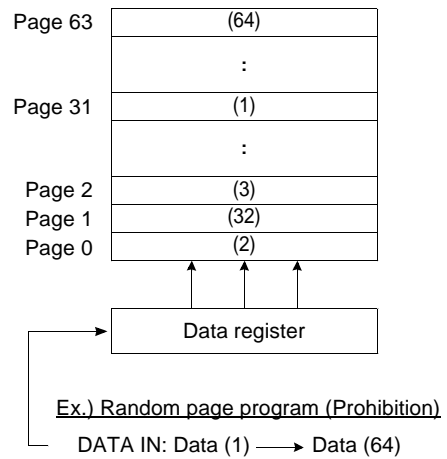 Page 63 (64)
:
Page 31 (1)
:
Page 2 (3)
Page 1 (32)
Page 0 (2)
Data register
Ex.) Random page program (Prohibition)
DATA IN: Data (1) Data (64)